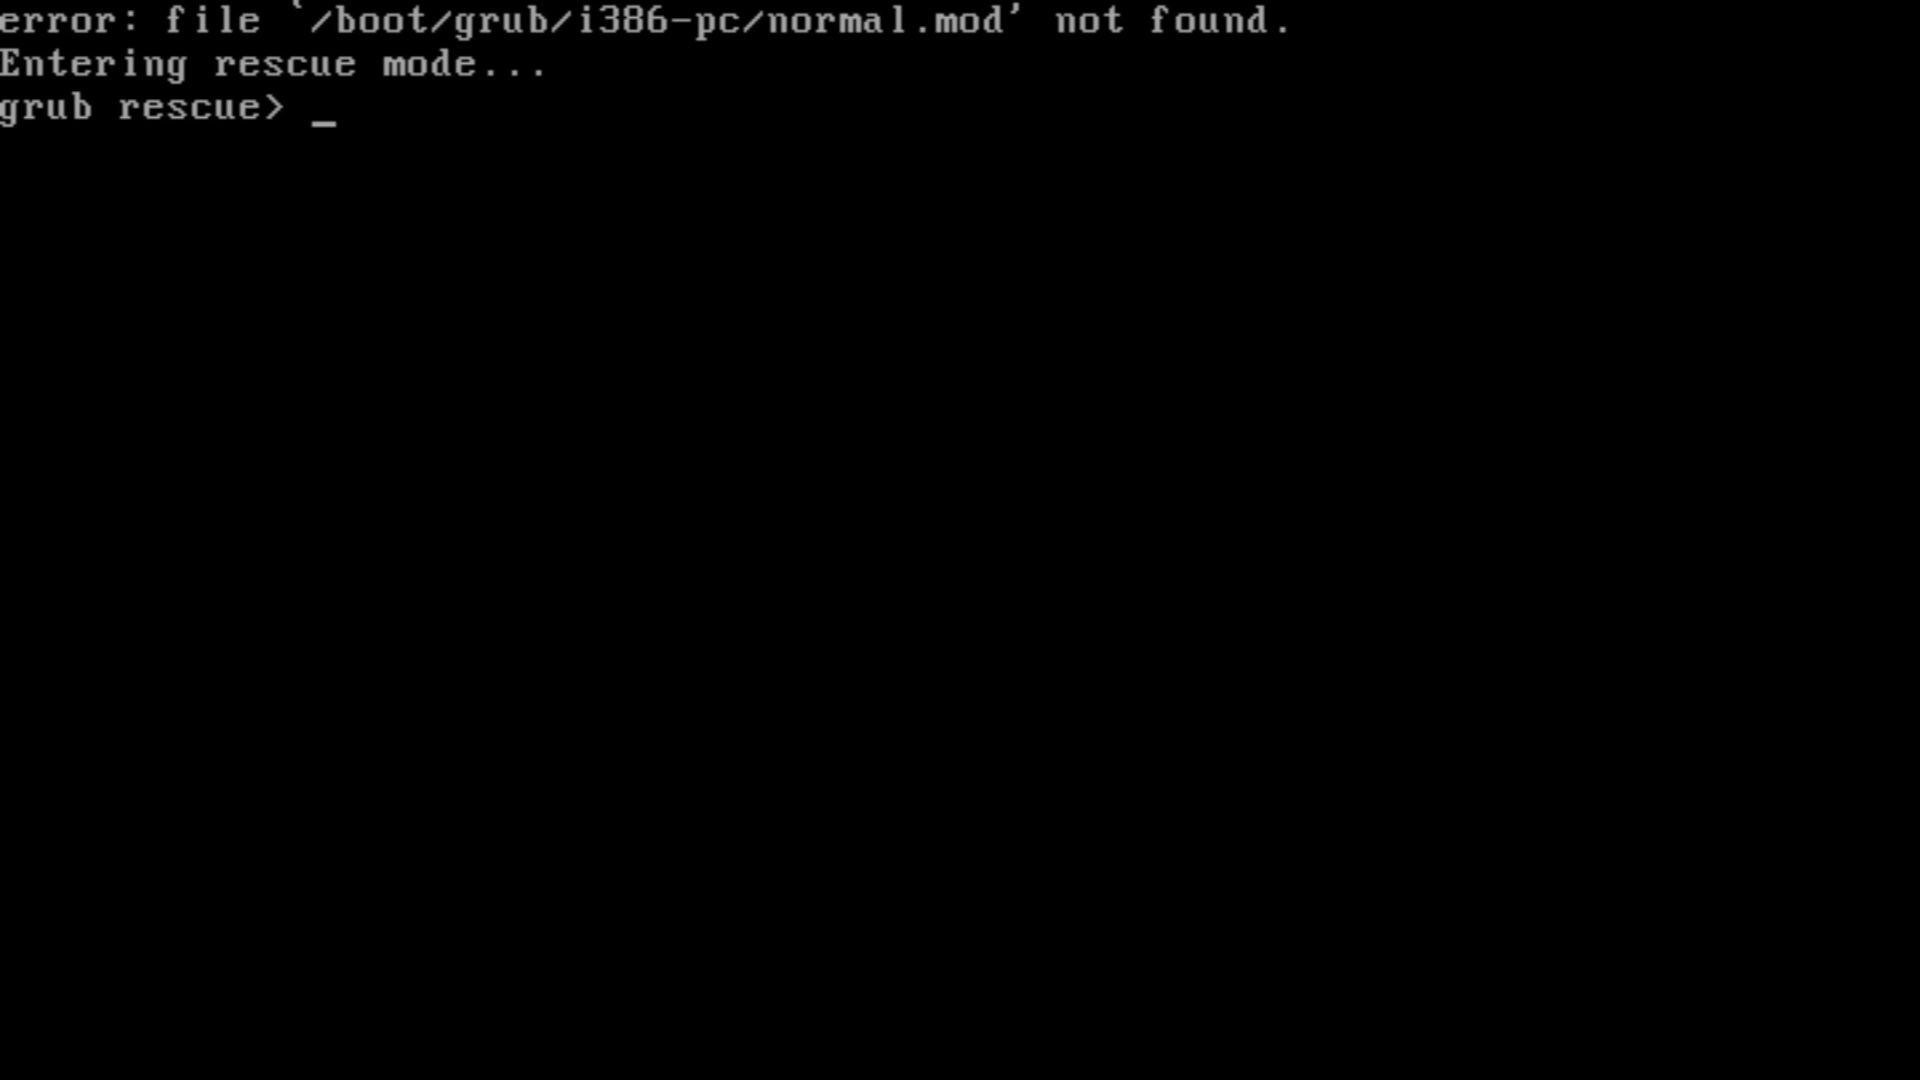 error: file `/boot/grub/i386-pc/normal.mod' not found.
Entering rescue mode...
grub rescue> _